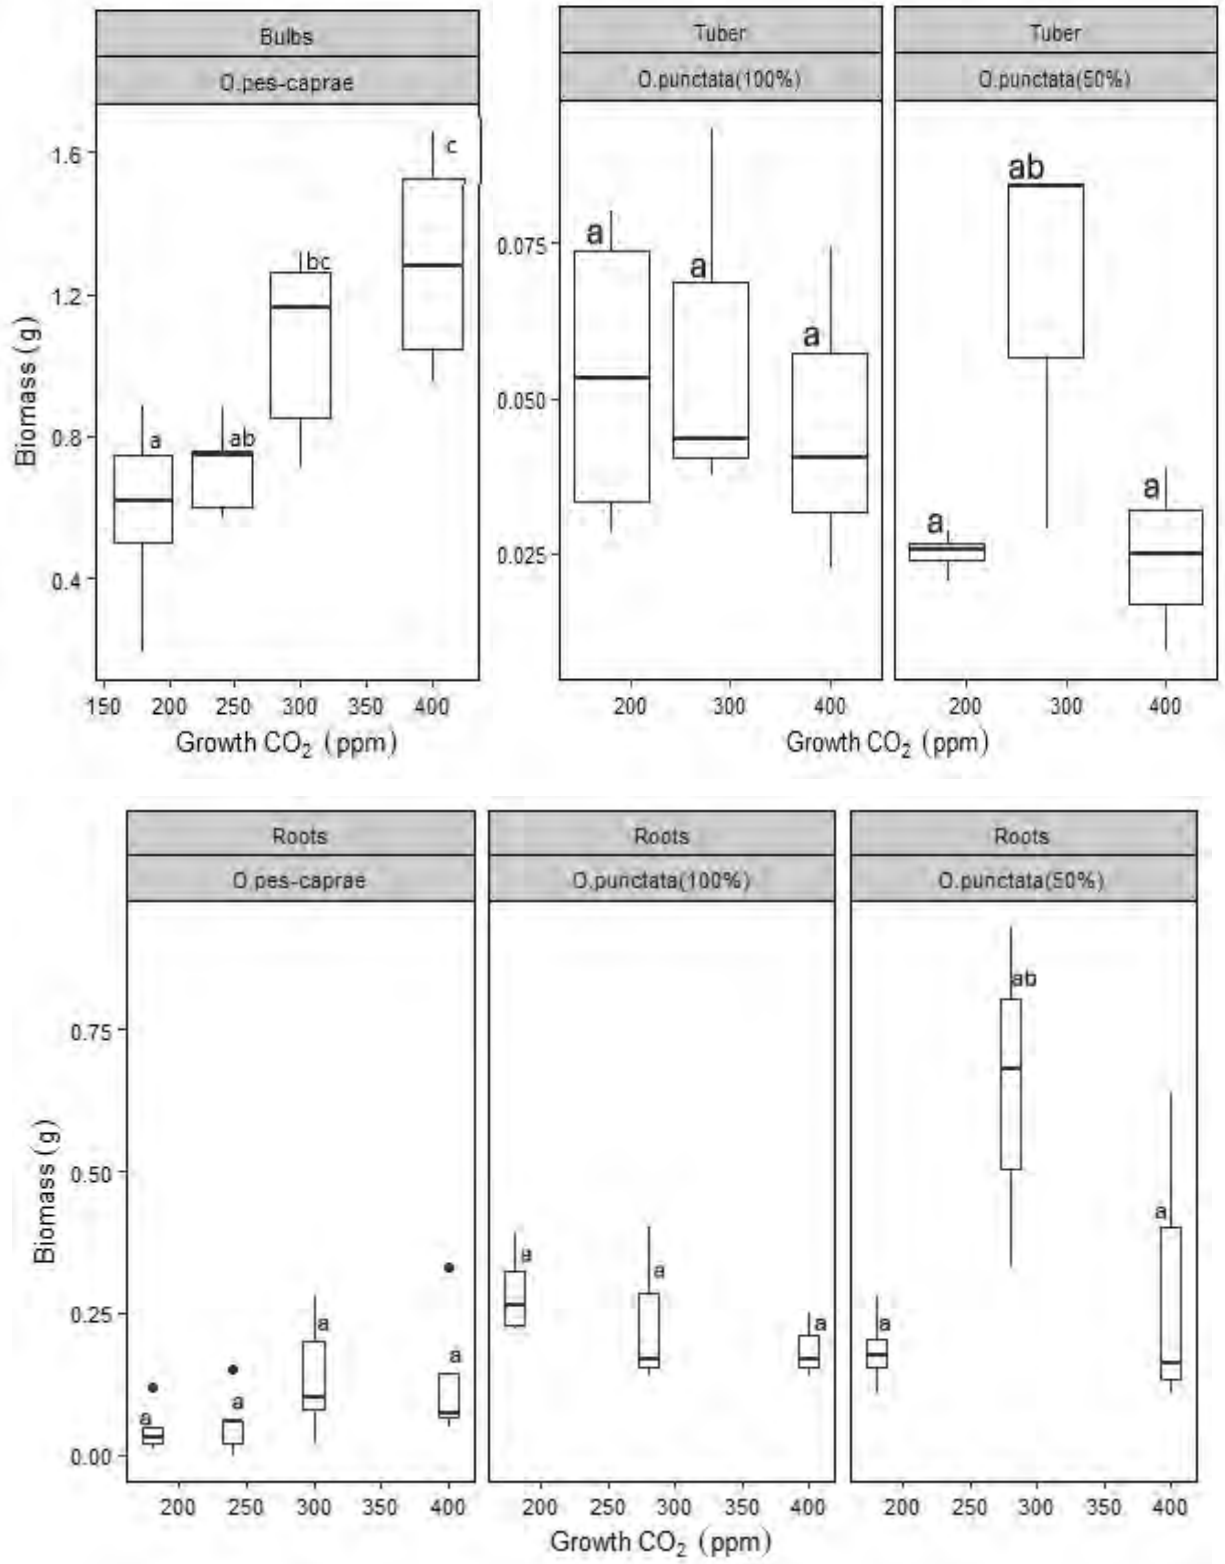 Bulbs
O.pes-caprae
Biomass (g)
1.6
1.2
0.8
0.4
a
ab
bc
c
150 200 250 300 350 400
Growth CO2 (ppm)
Tuber Tuber
O.punctata(100%) O.punctata(50%)
0.075
0.050
0.025
a
a
a
a
ab
a
200 300 400 200 300 400
Growth CO2 (ppm)
Roots Roots Roots
O.pes-caprae O.punctata(100%) O.punctata(50%)
Biomass (g)
0.75
0.50
0.25
0.00
a
a
a
a
a
a
a
a
ab
a
200 250 300 350 400 200 250 300 350 400 200 250 300 350 400
Growth CO2 (ppm)